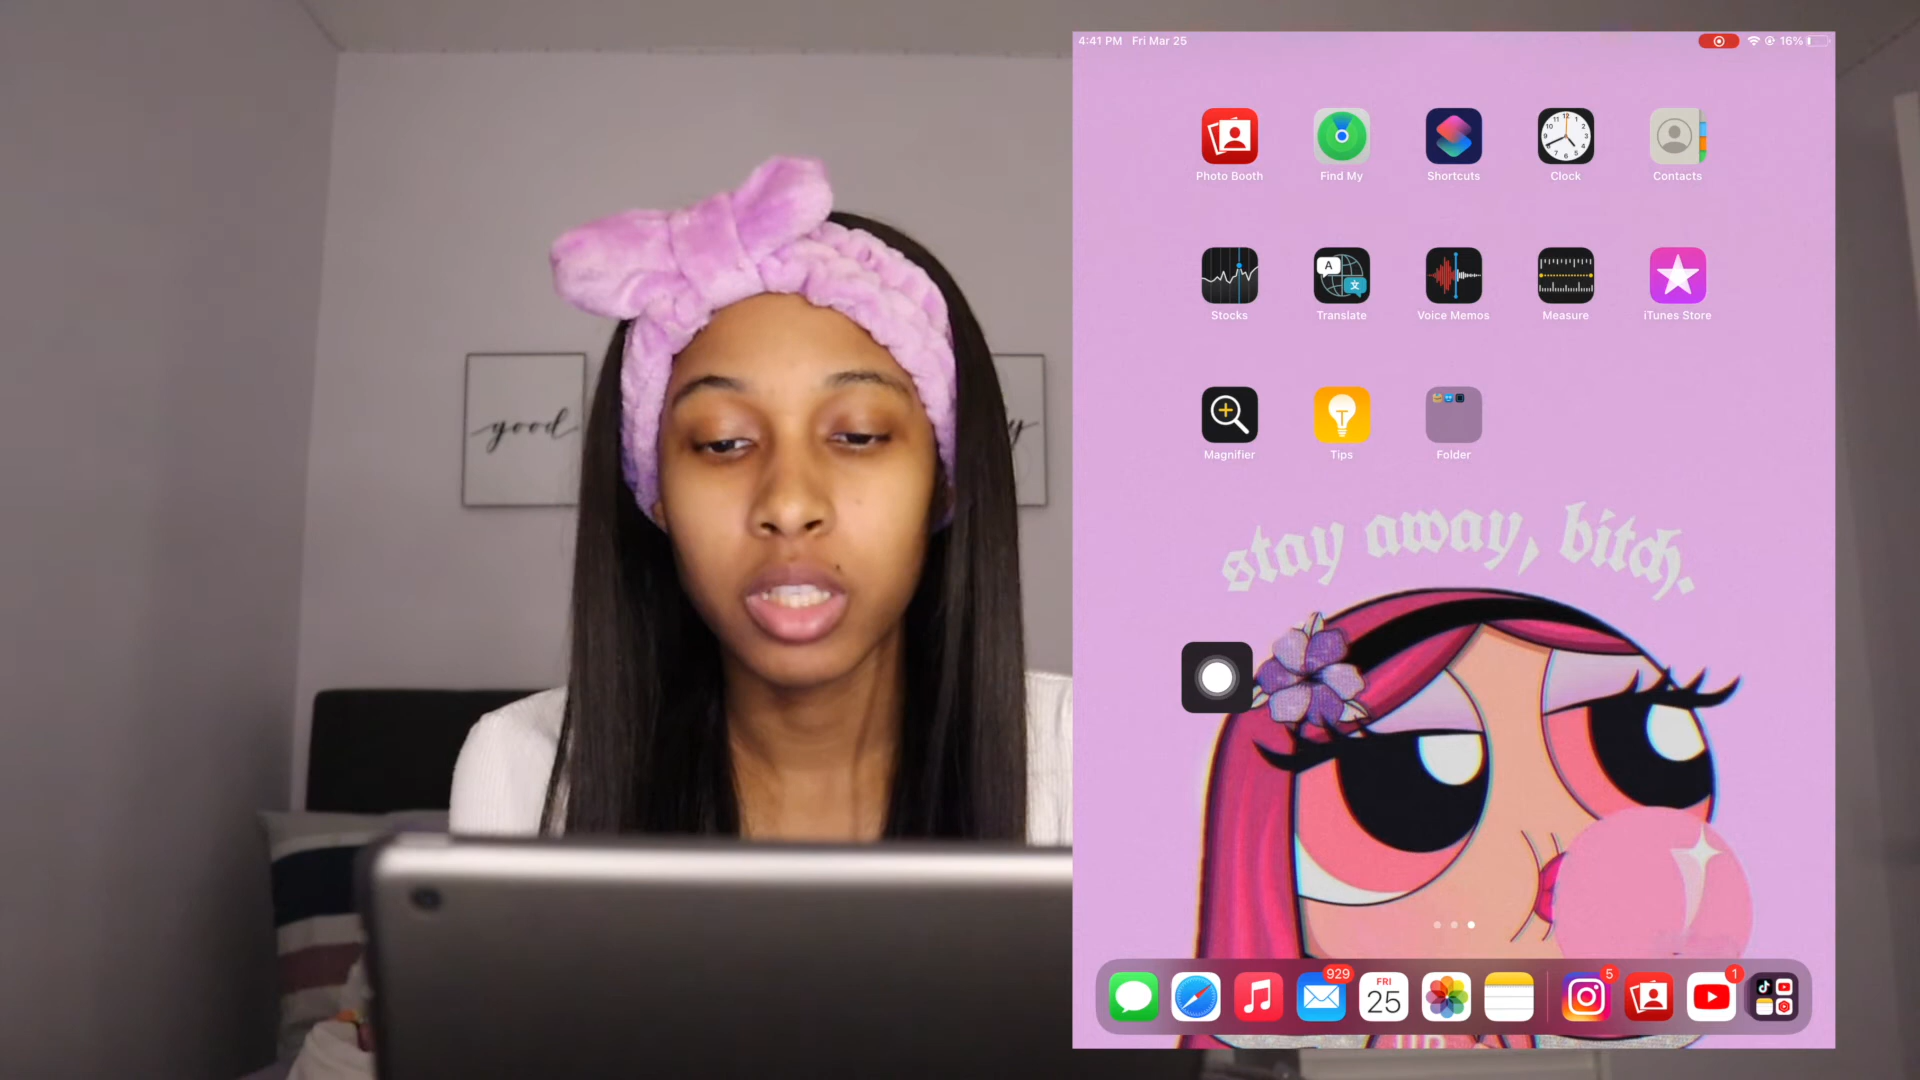 good
y
4:41 PM Fri Mar 25
16%
Photo Booth
Find My
Shortcuts
Clock
Contacts
Stocks
Translate
Voice Memos
Measure
iTunes Store
Magnifier
Tips
Folder
stay away, bitch.
929
FRI
25
5
1